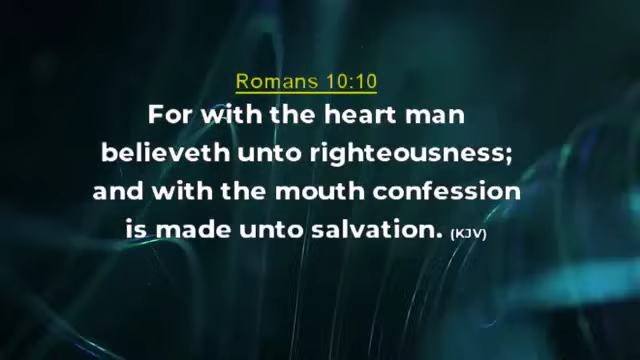 Romans 10:10
For with the heart man
believeth unto righteousness;
and with the mouth confession
is made unto salvation. (KJV)